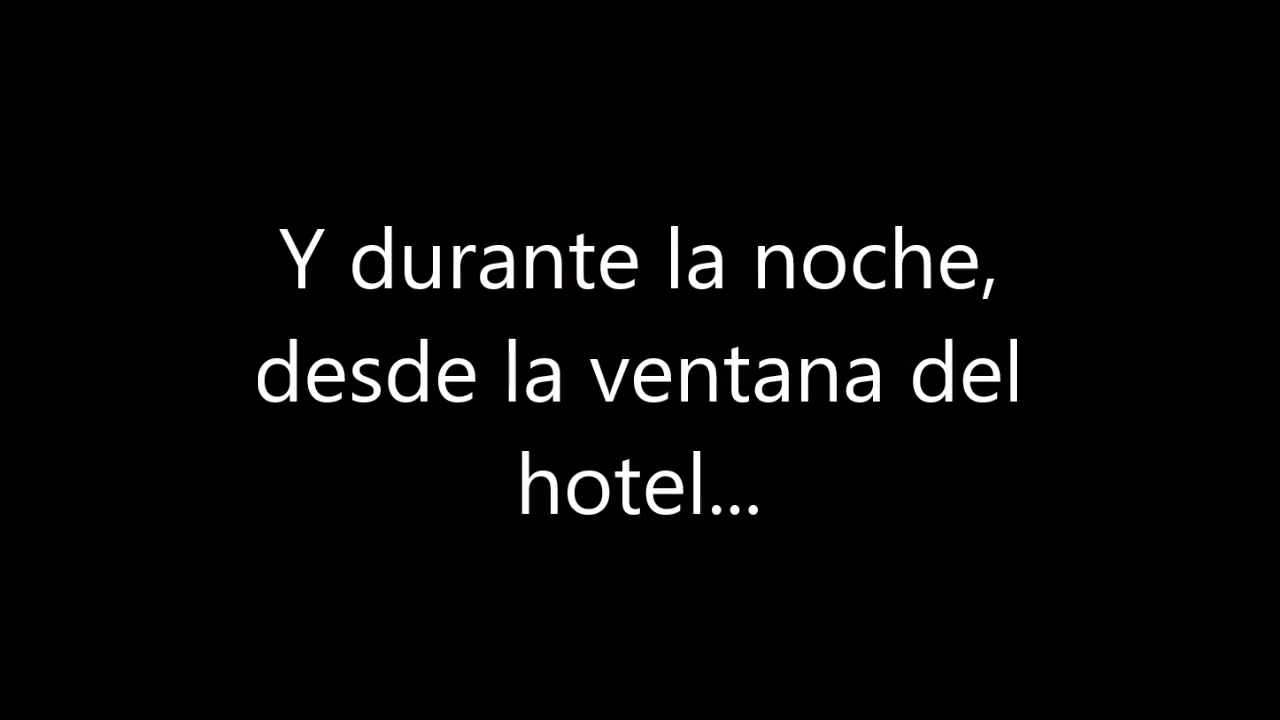 Y durante la noche,
desde la ventana del
hotel...